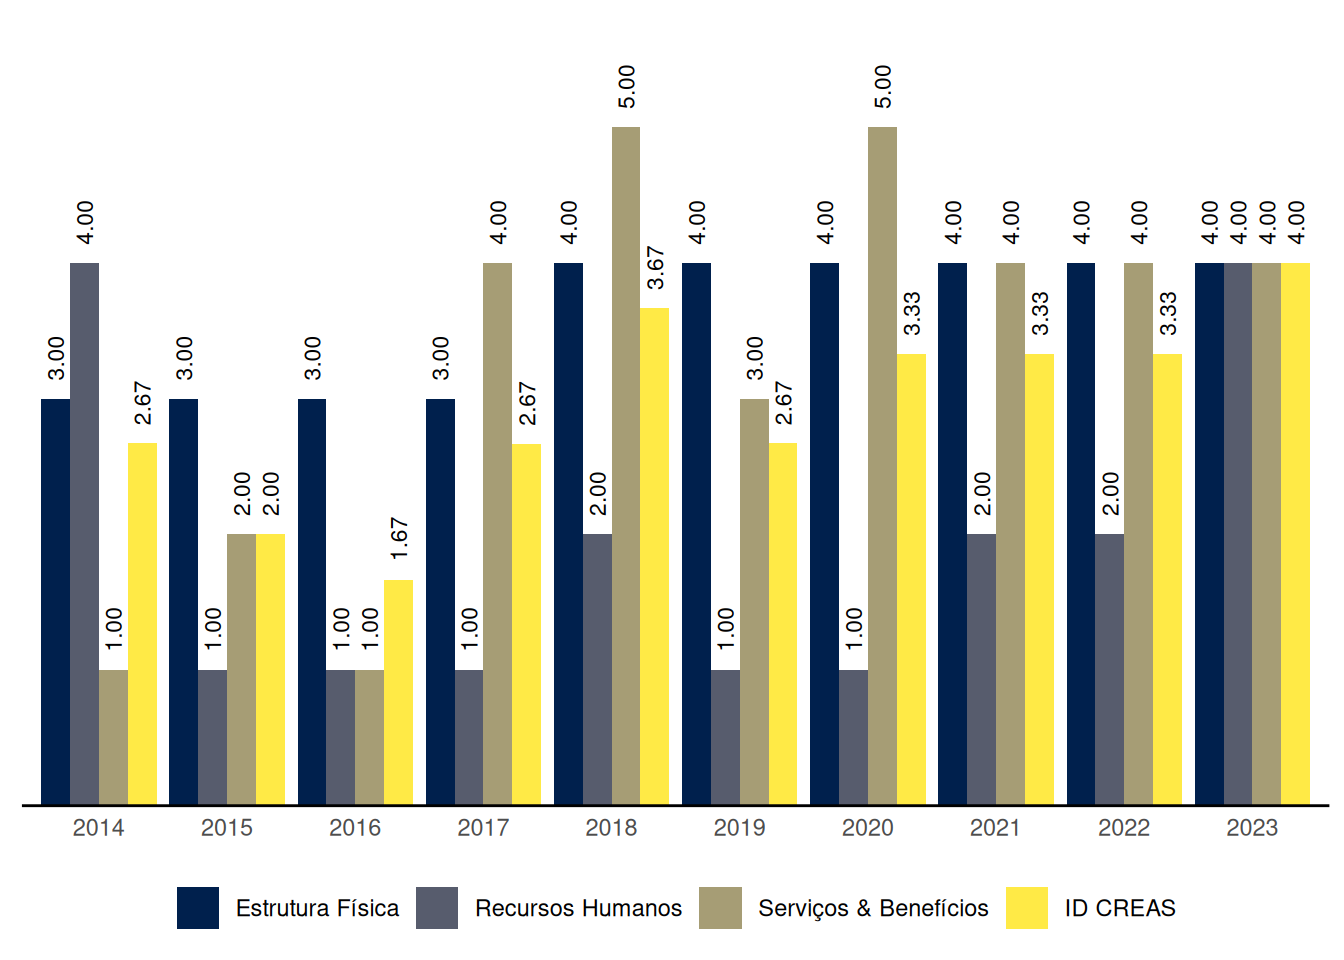 5.00 5.00
4.00 4.00 4.00 4.00 4.00 4.00 4.00 4.00 4.00 4.00 4.00 4.00 4.00
3.67
3.33 3.33 3.33
3.00 3.00 3.00 3.00 3.00
2.67 2.67 2.67
2.00 2.00 2.00 2.00 2.00
1.67
1.00 1.00 1.00 1.00 1.00 1.00 1.00
2014 2015 2016 2017 2018 2019 2020 2021 2022 2023
Estrutura Física Recursos Humanos Serviços & Benefícios ID CREAS